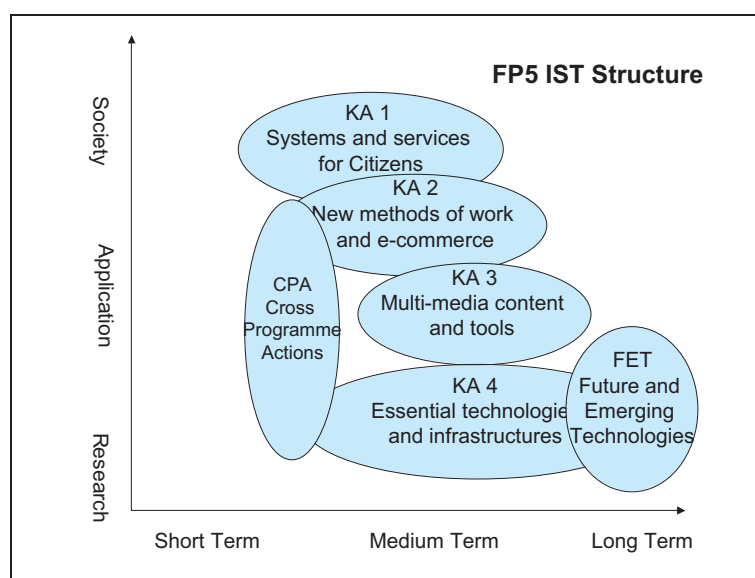 FP5 IST Structure
Society
Application
Research
KA 1
Systems and services
for Citizens
KA 2
New methods of work
and e-commerce
CPA
Cross
Programme
Actions
KA 3
Multi-media content
and tools
KA 4
Essential technologie
and infrastructures
FET
Future and
Emerging
Technologies
Short Term
Medium Term
Long Term